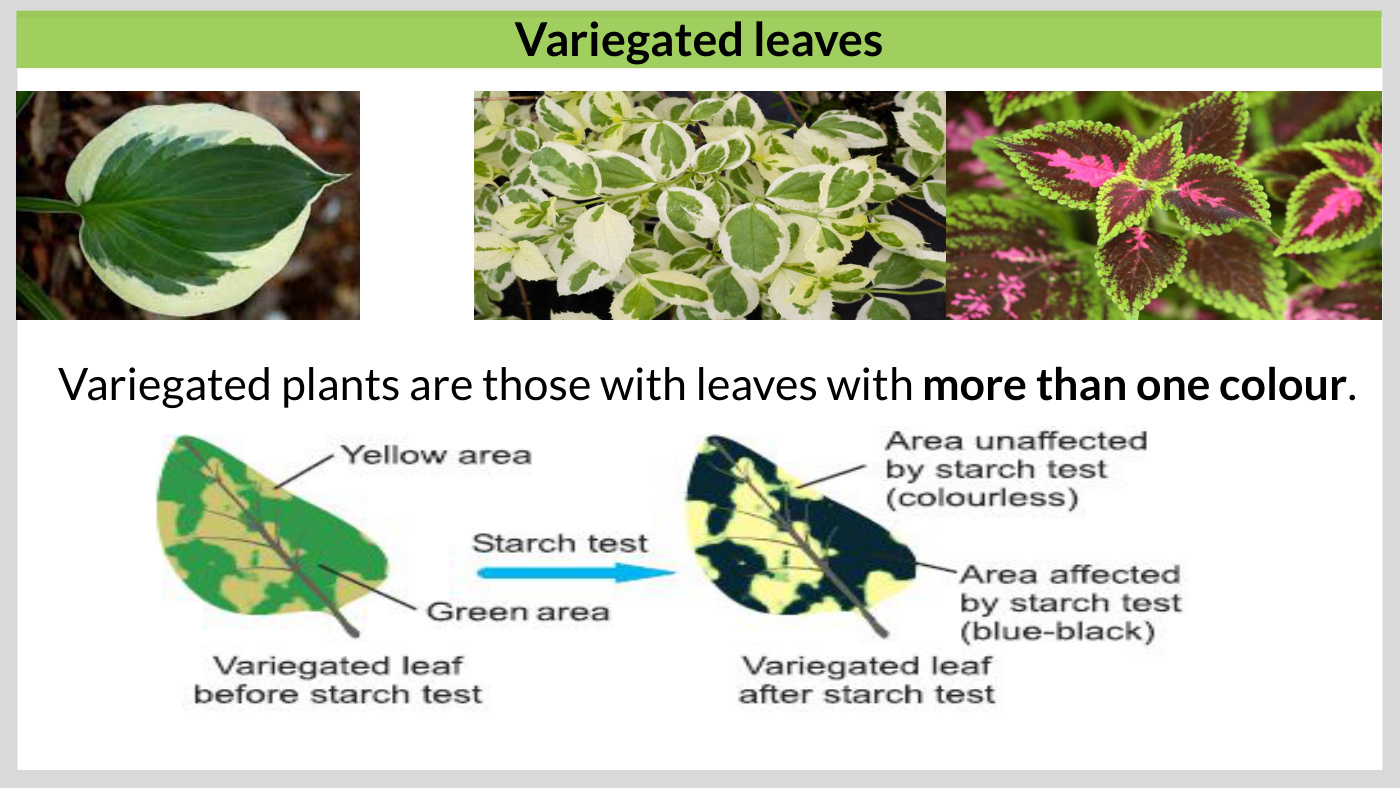 Variegated leaves
Variegated plants are those with leaves with more than one colour.
Yellow area
Green area
Variegated leaf
before starch test
Starch test
Area unaffected
by starch test
(colourless)
Area affected
by starch test
(blue-black)
Variegated leaf
after starch test